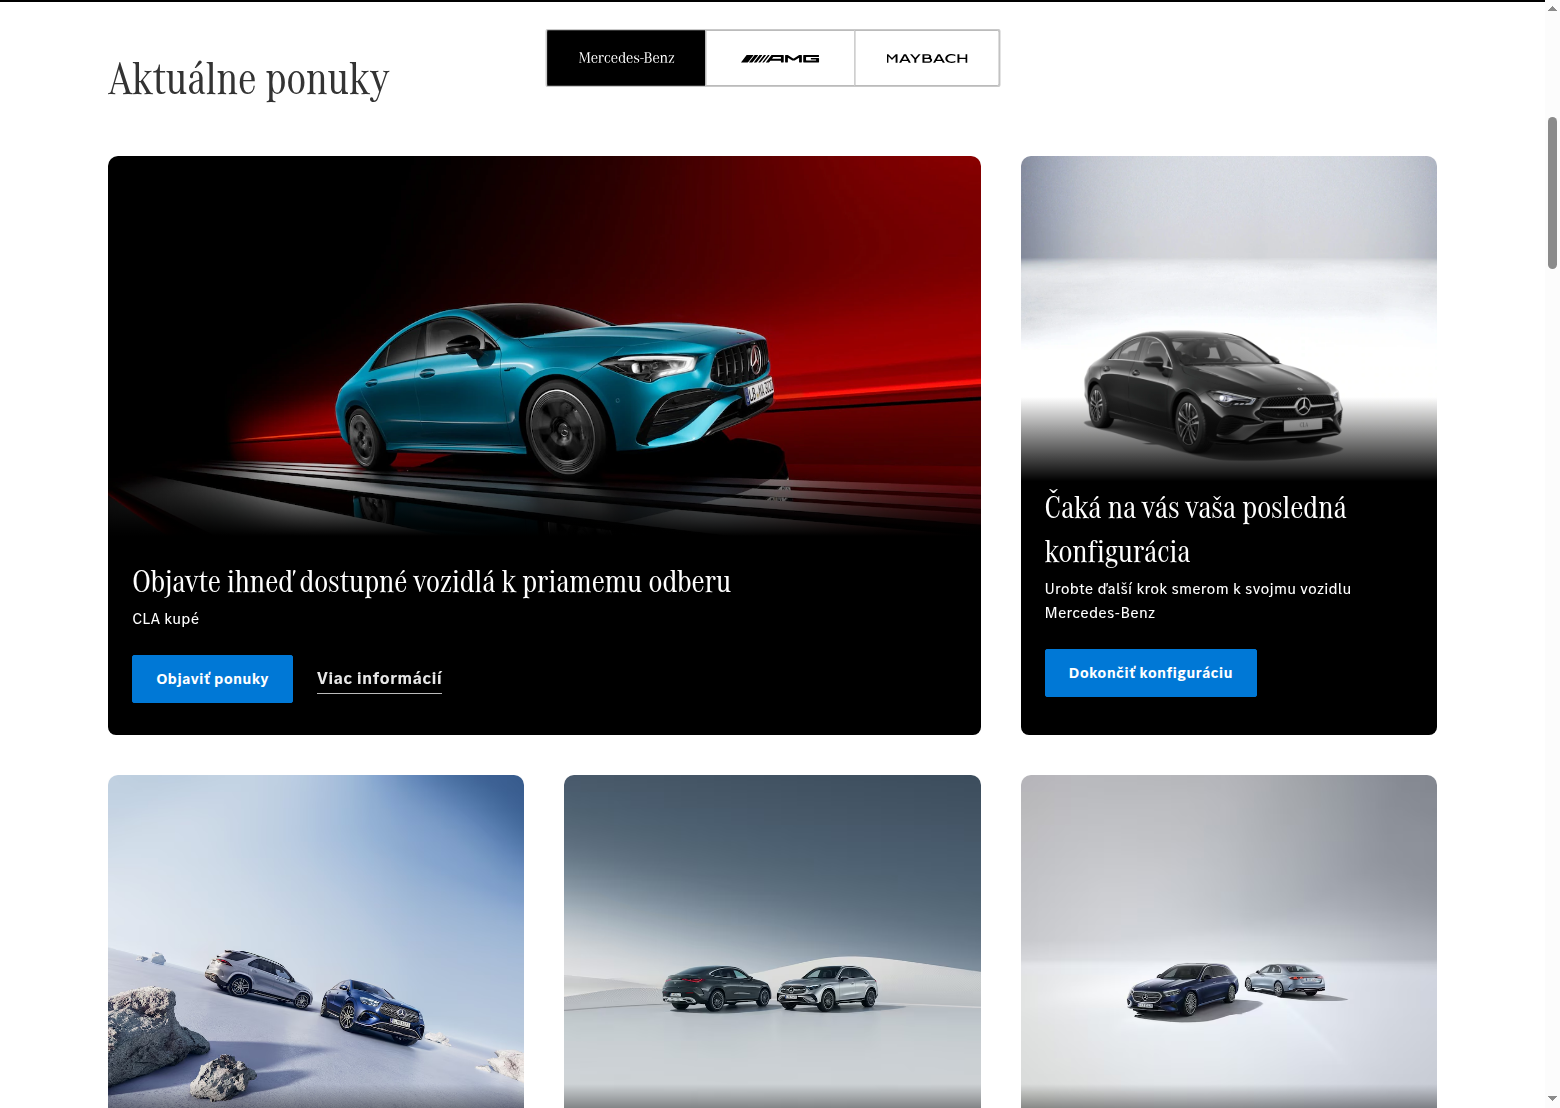 Aktuálne ponuky
Mercedes-Benz
AMG
MAYBACH
Objavte ihneď dostupné vozidlá k priamemu odberu
CLA kupé
Objaviť ponuky
Viac informácií
Čaká na vás vaša posledná
konfigurácia
Urobte ďalší krok smerom k svojmu vozidlu
Mercedes-Benz
Dokončiť konfiguráciu